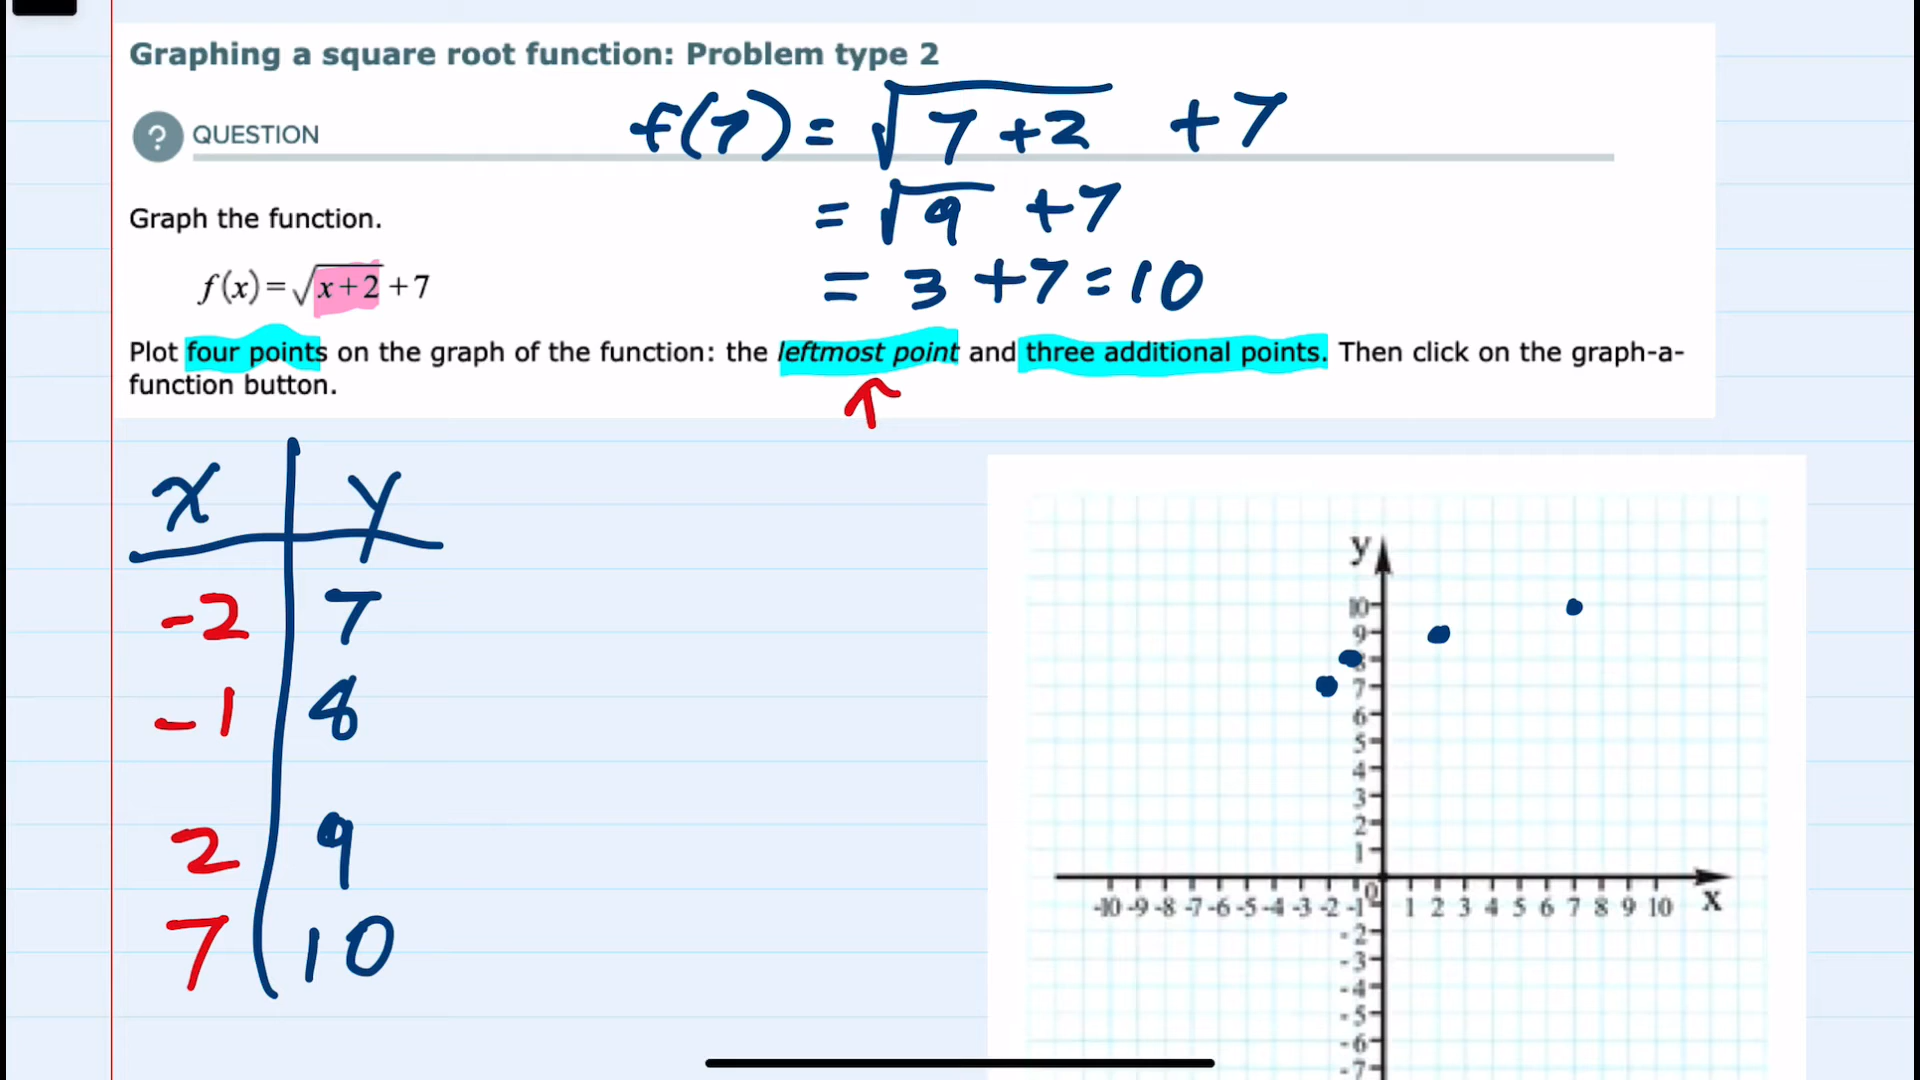 Graphing a square root function: Problem type 2
f(7) = √7+2 +7
? QUESTION
= √9 +7
Graph the function.
f(x)=√x+2 +7
= 3 +7=10
Plot four points on the graph of the function: the leftmost point and three additional points. Then click on the graph-a-
function button.
x y
-2 7
-1 8
2 9
7 10
y
10
9
8
7
6
5
4
3
2
1
0
-10 -9 -8 -7 -6 -5 -4 -3 -2 -1 1 2 3 4 5 6 7 8 9 10 x
-2
-3
-4
-5
-6
-7